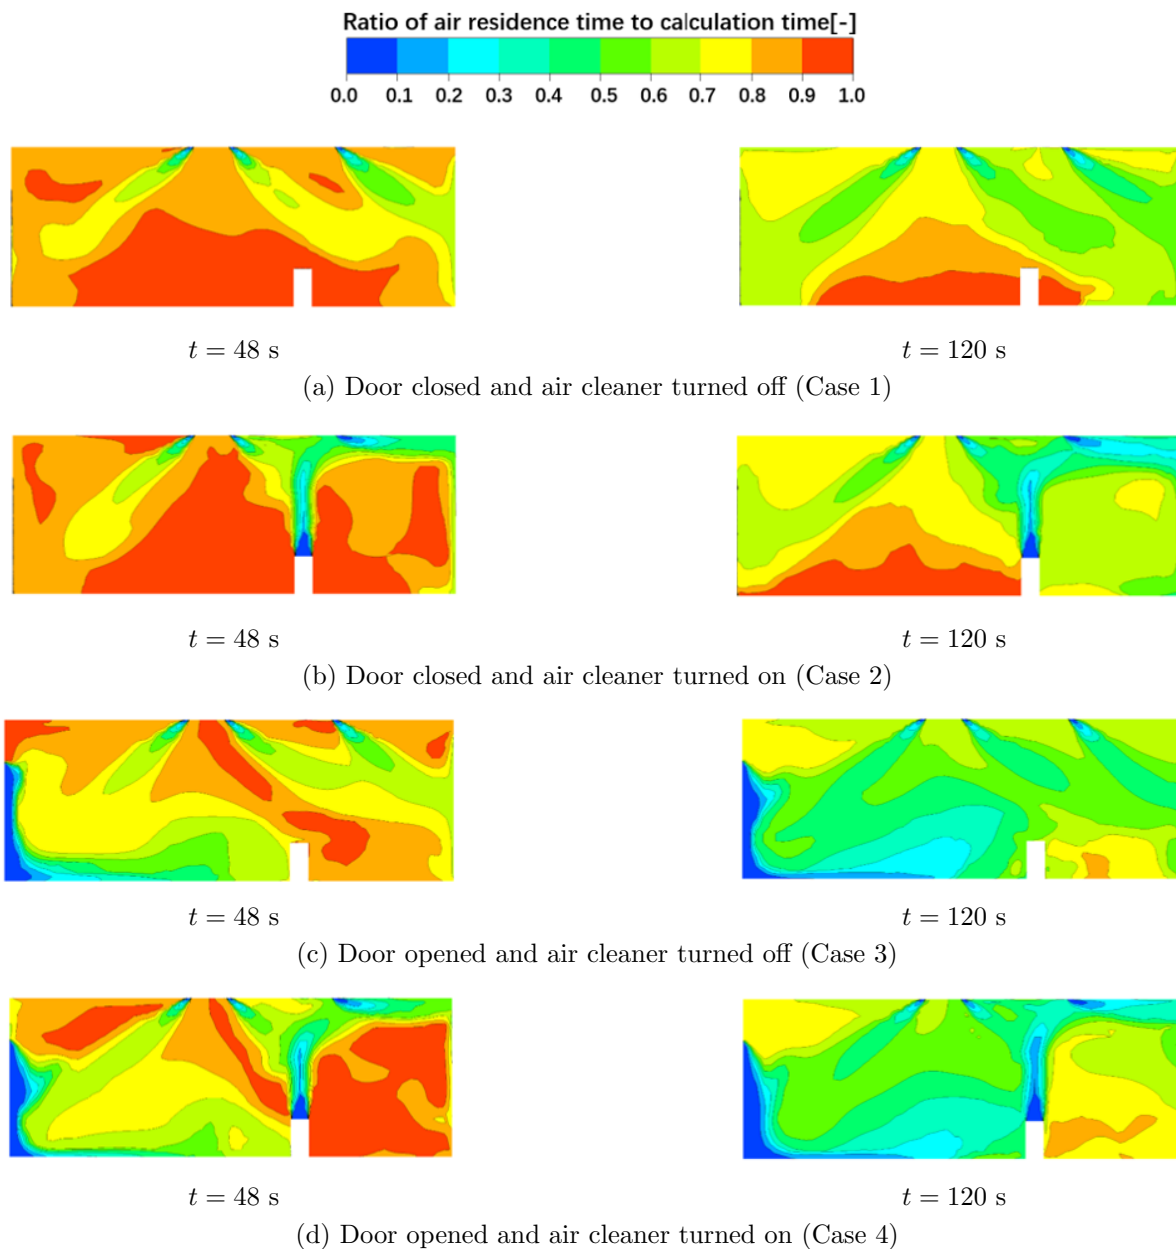 Ratio of air residence time to calculation time[-]
0.0 0.1 0.2 0.3 0.4 0.5 0.6 0.7 0.8 0.9 1.0
t = 48 s t = 120 s
(a) Door closed and air cleaner turned off (Case 1)
t = 48 s t = 120 s
(b) Door closed and air cleaner turned on (Case 2)
t = 48 s t = 120 s
(c) Door opened and air cleaner turned off (Case 3)
t = 48 s t = 120 s
(d) Door opened and air cleaner turned on (Case 4)